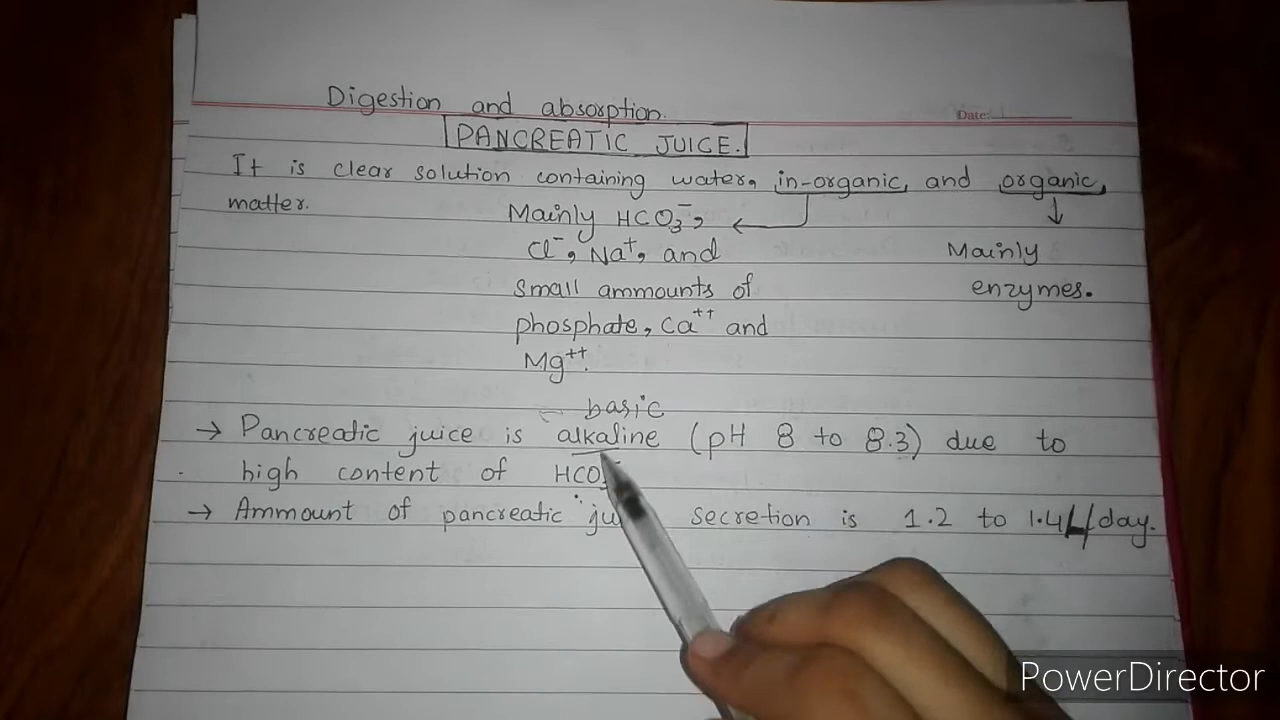 Digestion and absorption.
Date:
PANCREATIC JUICE.
It is clear solution containing water, in-organic, and organic,
matter.
Mainly HCO3-,
Cl-, Na+, and
small ammounts of
phosphate, Ca++ and
Mg++.
Mainly
enzymes.
basic
→ Pancreatic juice is alkaline (pH 8 to 8.3) due to
high content of HCO
→ Ammount of pancreatic secretion is 1.2 to 1.4L/day.
PowerDirector